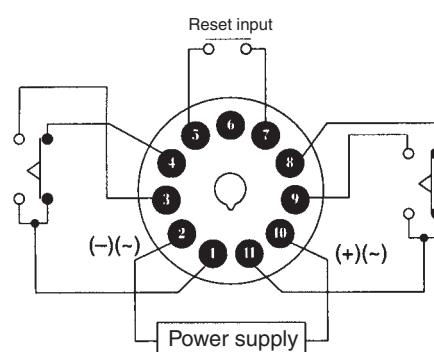 Reset input
5 6 7
4 8
3 9
2 10
1 11
(–)(~) (+)(~)
Power supply